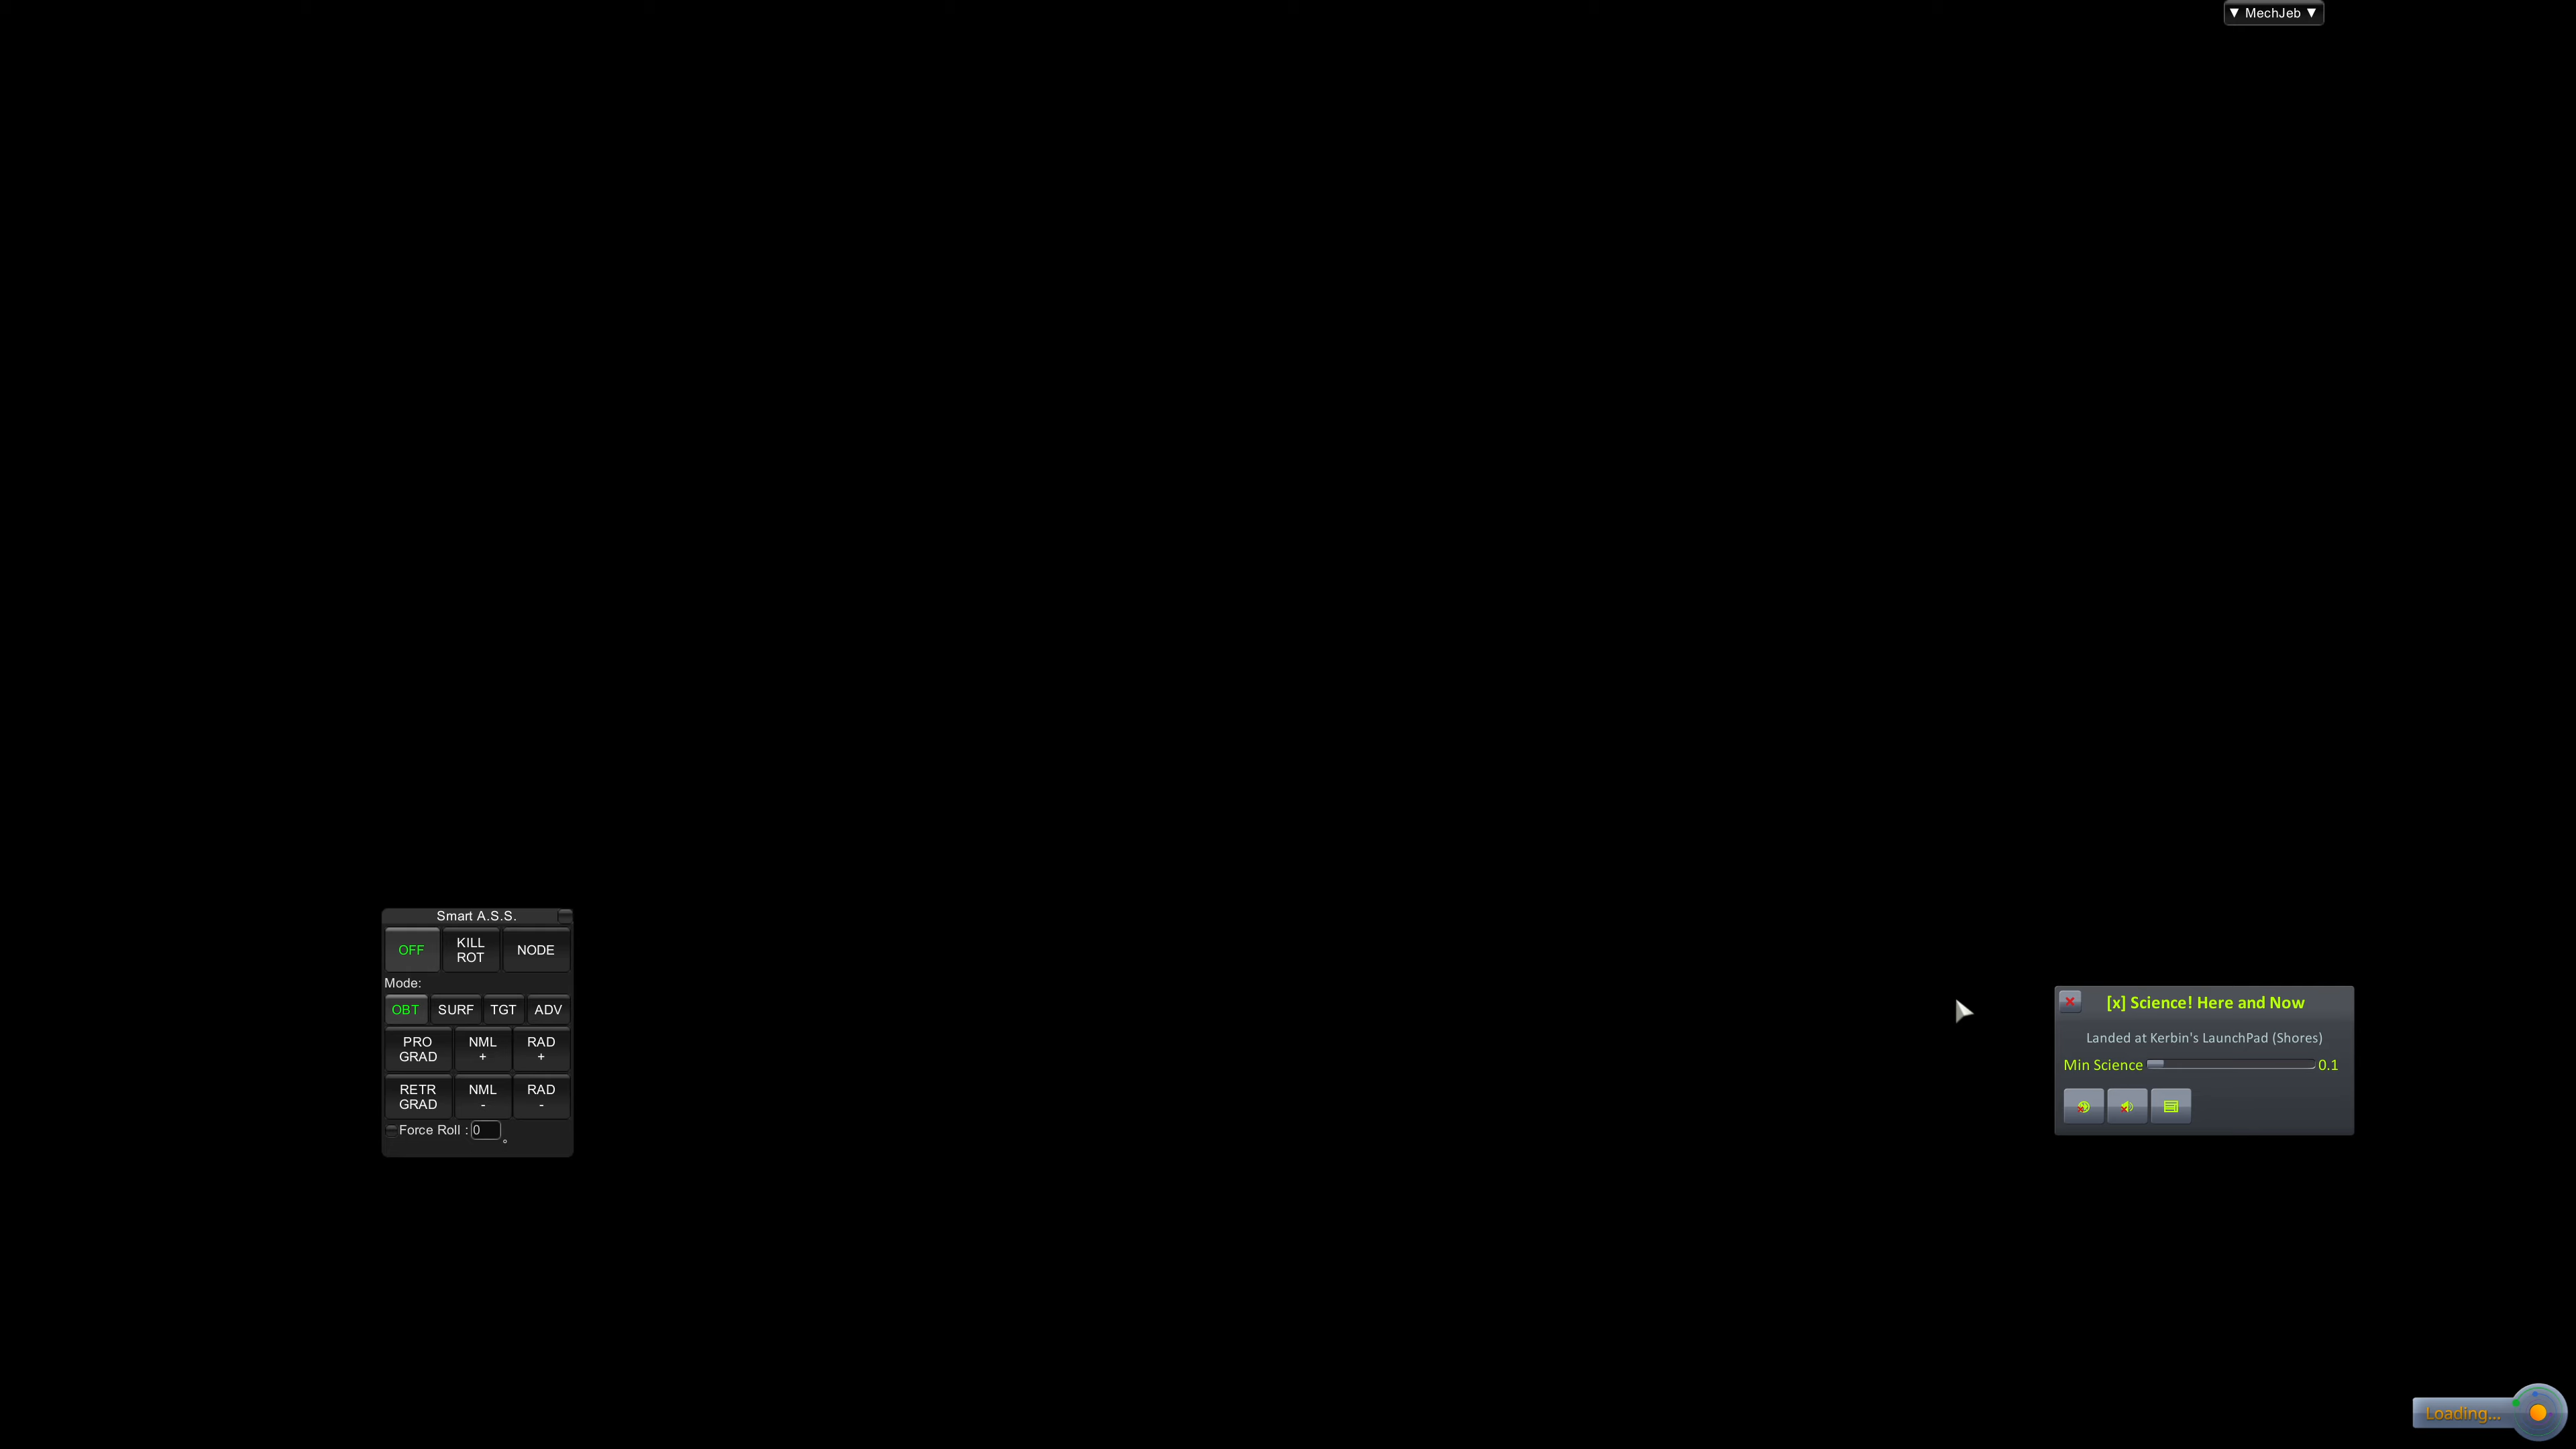 ▼ MechJeb ▼
Smart A.S.S.
OFF
KILL
ROT
NODE
Mode:
OBT SURF TGT ADV
PRO
GRAD
NML
+
RAD
+
RETR
GRAD
NML
-
RAD
-
Force Roll : 0 °
[x] Science! Here and Now
Landed at Kerbin's LaunchPad (Shores)
Min Science 0.1
Loading...